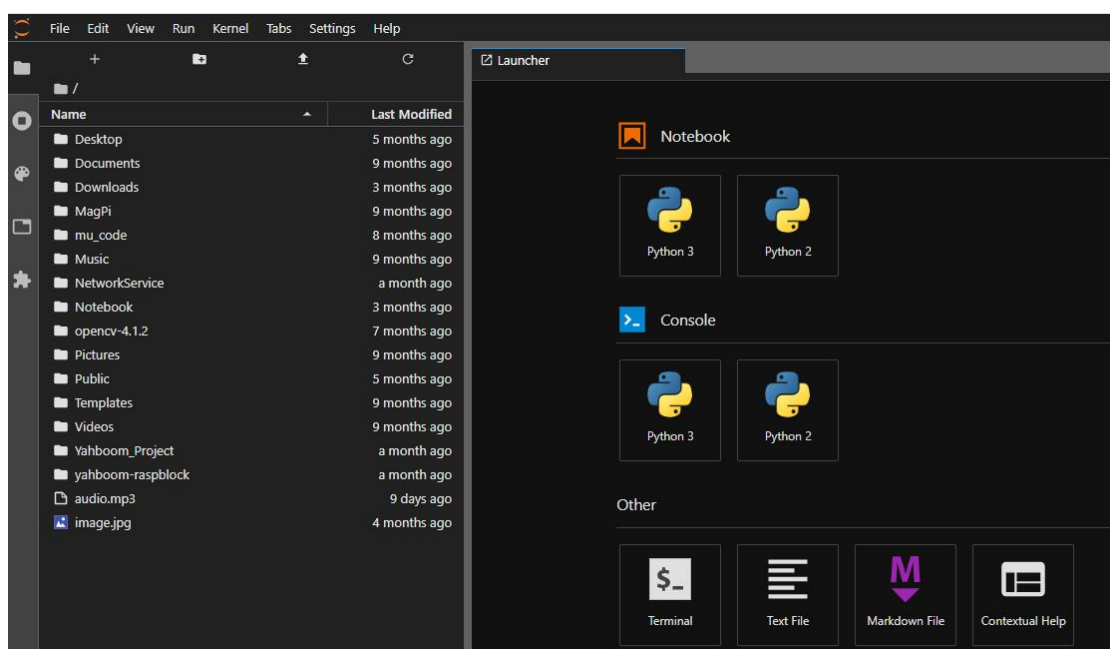 File Edit View Run Kernel Tabs Settings Help
Launcher
/
Name Last Modified
Desktop 5 months ago
Documents 9 months ago
Downloads 3 months ago
MagPi 9 months ago
mu_code 8 months ago
Music 9 months ago
NetworkService a month ago
Notebook 3 months ago
opencv-4.1.2 7 months ago
Pictures 9 months ago
Public 5 months ago
Templates 9 months ago
Videos 9 months ago
Yahboom_Project a month ago
yahboom-raspblock a month ago
audio.mp3 9 days ago
image.jpg 4 months ago
Notebook
Python 3 Python 2
>_ Console
Python 3 Python 2
Other
$_ M
Terminal Text File Markdown File Contextual Help